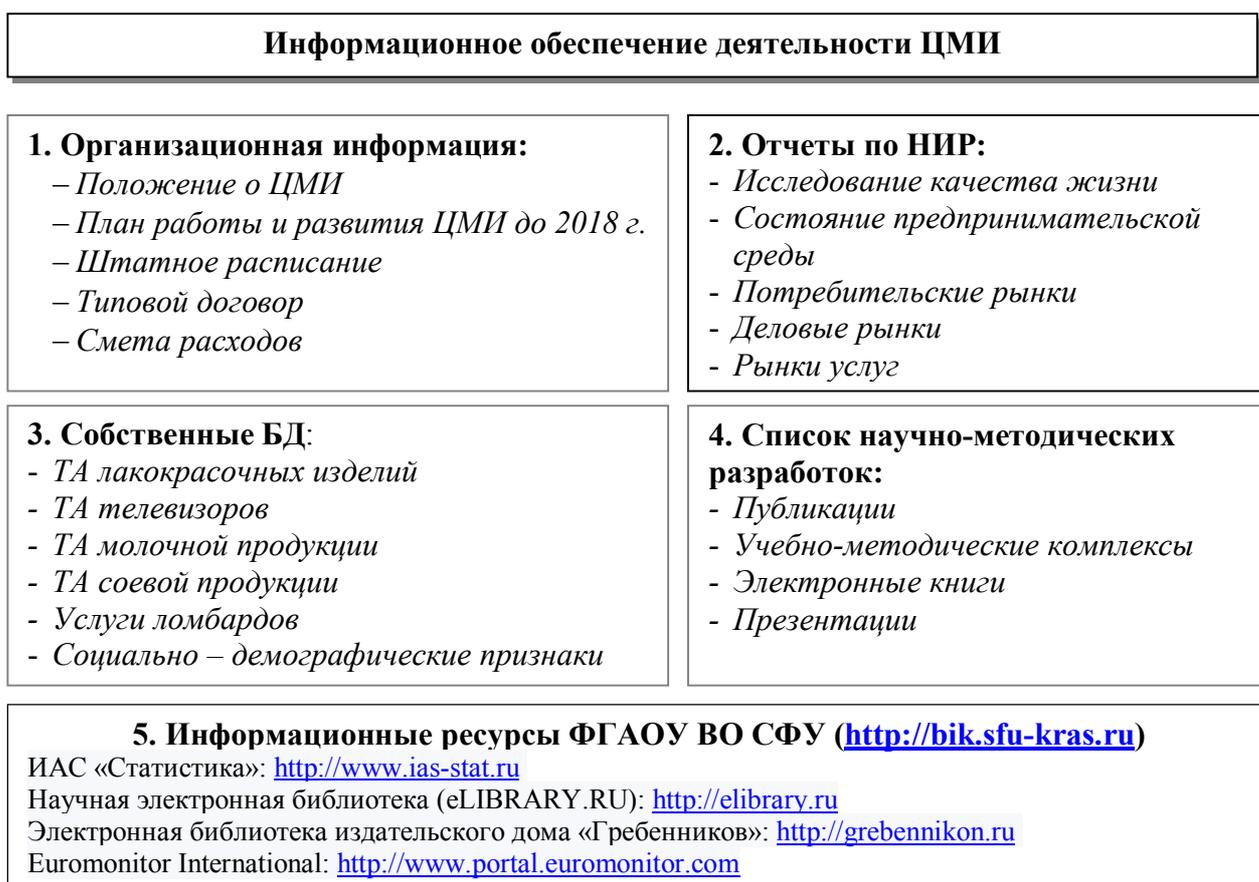 Информационное обеспечение деятельности ЦМИ
1. Организационная информация:
– Положение о ЦМИ
– План работы и развития ЦМИ до 2018 г.
– Штатное расписание
– Типовой договор
– Смета расходов
2. Отчеты по НИР:
- Исследование качества жизни
- Состояние предпринимательской
среды
- Потребительские рынки
- Деловые рынки
- Рынки услуг
3. Собственные БД:
- ТА лакокрасочных изделий
- ТА телевизоров
- ТА молочной продукции
- ТА соевой продукции
- Услуги ломбардов
- Социально – демографические признаки
4. Список научно-методических
разработок:
- Публикации
- Учебно-методические комплексы
- Электронные книги
- Презентации
5. Информационные ресурсы ФГАОУ ВО СФУ (http://bik.sfu-kras.ru)
ИАС «Статистика»: http://www.ias-stat.ru
Научная электронная библиотека (eLIBRARY.RU): http://elibrary.ru
Электронная библиотека издательского дома «Гребенников»: http://grebennikon.ru
Euromonitor International: http://www.portal.euromonitor.com